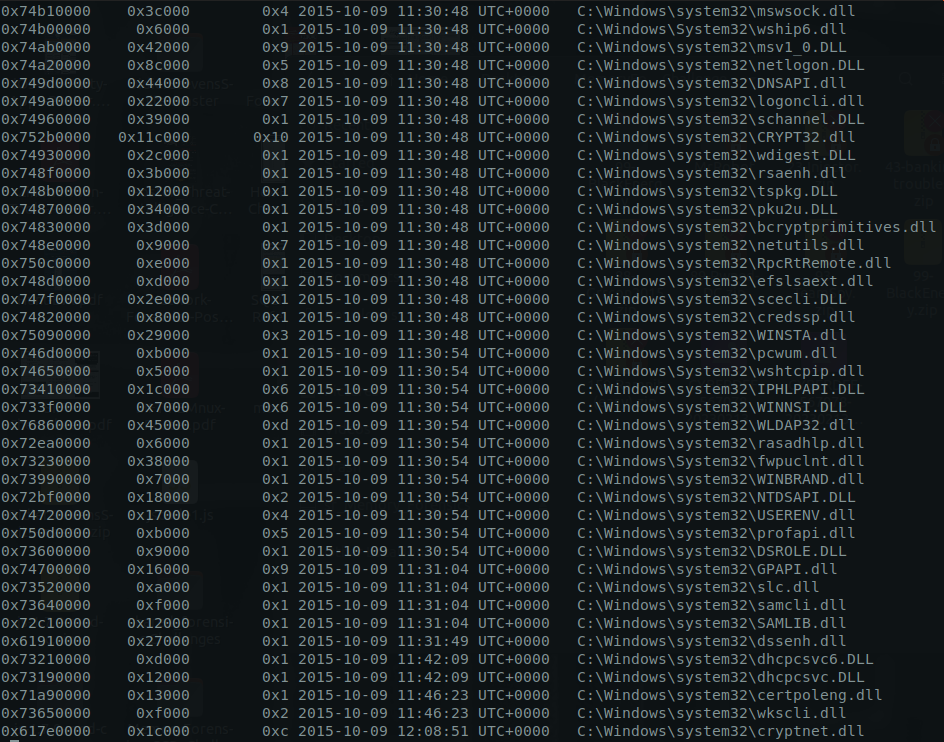 0x74b10000 0x3c000 0x4 2015-10-09 11:30:48 UTC+0000 C:\Windows\system32\mswsock.dll
0x74b00000 0x6000 0x1 2015-10-09 11:30:48 UTC+0000 C:\Windows\System32\wship6.dll
0x74ab0000 0x42000 0x9 2015-10-09 11:30:48 UTC+0000 C:\Windows\system32\msv1_0.DLL
0x74a20000 0x8c000 0x5 2015-10-09 11:30:48 UTC+0000 C:\Windows\system32\netlogon.DLL
0x749d0000 0x44000 0x8 2015-10-09 11:30:48 UTC+0000 C:\Windows\system32\DNSAPI.dll
0x749a0000 0x22000 0x7 2015-10-09 11:30:48 UTC+0000 C:\Windows\system32\logoncli.dll
0x74960000 0x39000 0x1 2015-10-09 11:30:48 UTC+0000 C:\Windows\system32\schannel.DLL
0x752b0000 0x11c000 0x10 2015-10-09 11:30:48 UTC+0000 C:\Windows\system32\CRYPT32.dll
0x74930000 0x2c000 0x1 2015-10-09 11:30:48 UTC+0000 C:\Windows\system32\wdigest.DLL
0x748f0000 0x3b000 0x1 2015-10-09 11:30:48 UTC+0000 C:\Windows\system32\rsaenh.dll
0x748b0000 0x12000 0x1 2015-10-09 11:30:48 UTC+0000 C:\Windows\system32\tspkg.DLL
0x74870000 0x34000 0x1 2015-10-09 11:30:48 UTC+0000 C:\Windows\system32\pku2u.DLL
0x74830000 0x3d000 0x1 2015-10-09 11:30:48 UTC+0000 C:\Windows\system32\bcryptprimitives.dll
0x748e0000 0x9000 0x7 2015-10-09 11:30:48 UTC+0000 C:\Windows\system32\netutils.dll
0x750c0000 0xe000 0x1 2015-10-09 11:30:48 UTC+0000 C:\Windows\system32\RpcRtRemote.dll
0x748d0000 0xd000 0x1 2015-10-09 11:30:48 UTC+0000 C:\Windows\system32\efslsaext.dll
0x747f0000 0x2e000 0x1 2015-10-09 11:30:48 UTC+0000 C:\Windows\system32\scecli.DLL
0x74820000 0x8000 0x1 2015-10-09 11:30:48 UTC+0000 C:\Windows\system32\credssp.dll
0x75090000 0x29000 0x3 2015-10-09 11:30:48 UTC+0000 C:\Windows\system32\WINSTA.dll
0x746d0000 0xb000 0x1 2015-10-09 11:30:54 UTC+0000 C:\Windows\system32\pcwum.dll
0x74650000 0x5000 0x1 2015-10-09 11:30:54 UTC+0000 C:\Windows\System32\wshtcpip.dll
0x73410000 0x1c000 0x6 2015-10-09 11:30:54 UTC+0000 C:\Windows\system32\IPHLPAPI.DLL
0x733f0000 0x7000 0x6 2015-10-09 11:30:54 UTC+0000 C:\Windows\system32\WINNSI.DLL
0x76860000 0x45000 0xd 2015-10-09 11:30:54 UTC+0000 C:\Windows\system32\WLDAP32.dll
0x72ea0000 0x6000 0x1 2015-10-09 11:30:54 UTC+0000 C:\Windows\system32\rasadhlp.dll
0x73230000 0x38000 0x1 2015-10-09 11:30:54 UTC+0000 C:\Windows\System32\fwpuclnt.dll
0x73990000 0x7000 0x1 2015-10-09 11:30:54 UTC+0000 C:\Windows\system32\WINBRAND.dll
0x72bf0000 0x18000 0x2 2015-10-09 11:30:54 UTC+0000 C:\Windows\system32\NTDSAPI.DLL
0x74720000 0x17000 0x4 2015-10-09 11:30:54 UTC+0000 C:\Windows\system32\USERENV.dll
0x750d0000 0xb000 0x5 2015-10-09 11:30:54 UTC+0000 C:\Windows\system32\profapi.dll
0x73600000 0x9000 0x1 2015-10-09 11:30:54 UTC+0000 C:\Windows\system32\DSROLE.DLL
0x74700000 0x16000 0x9 2015-10-09 11:31:04 UTC+0000 C:\Windows\system32\GPAPI.dll
0x73520000 0xa000 0x1 2015-10-09 11:31:04 UTC+0000 C:\Windows\system32\slc.dll
0x73640000 0xf000 0x1 2015-10-09 11:31:04 UTC+0000 C:\Windows\system32\samcli.dll
0x72c10000 0x12000 0x1 2015-10-09 11:31:04 UTC+0000 C:\Windows\system32\SAMLIB.dll
0x61910000 0x27000 0x1 2015-10-09 11:31:49 UTC+0000 C:\Windows\system32\dssenh.dll
0x73210000 0xd000 0x1 2015-10-09 11:42:09 UTC+0000 C:\Windows\system32\dhcpcsvc6.DLL
0x73190000 0x12000 0x1 2015-10-09 11:42:09 UTC+0000 C:\Windows\system32\dhcpcsvc.DLL
0x71a90000 0x13000 0x1 2015-10-09 11:46:23 UTC+0000 C:\Windows\system32\certpoleng.dll
0x73650000 0xf000 0x2 2015-10-09 11:46:23 UTC+0000 C:\Windows\system32\wkscli.dll
0x617e0000 0x1c000 0xc 2015-10-09 12:08:51 UTC+0000 C:\Windows\system32\cryptnet.dll